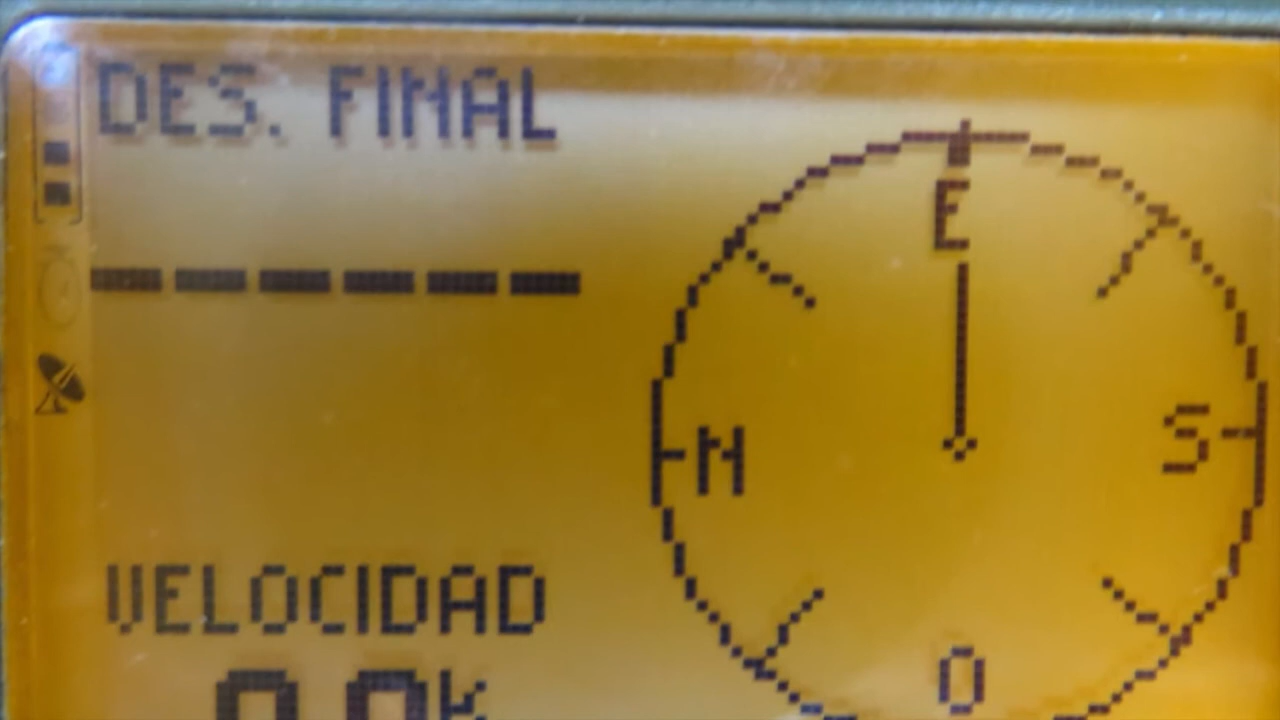 DES. FINAL
E
N
S
VELOCIDAD
O